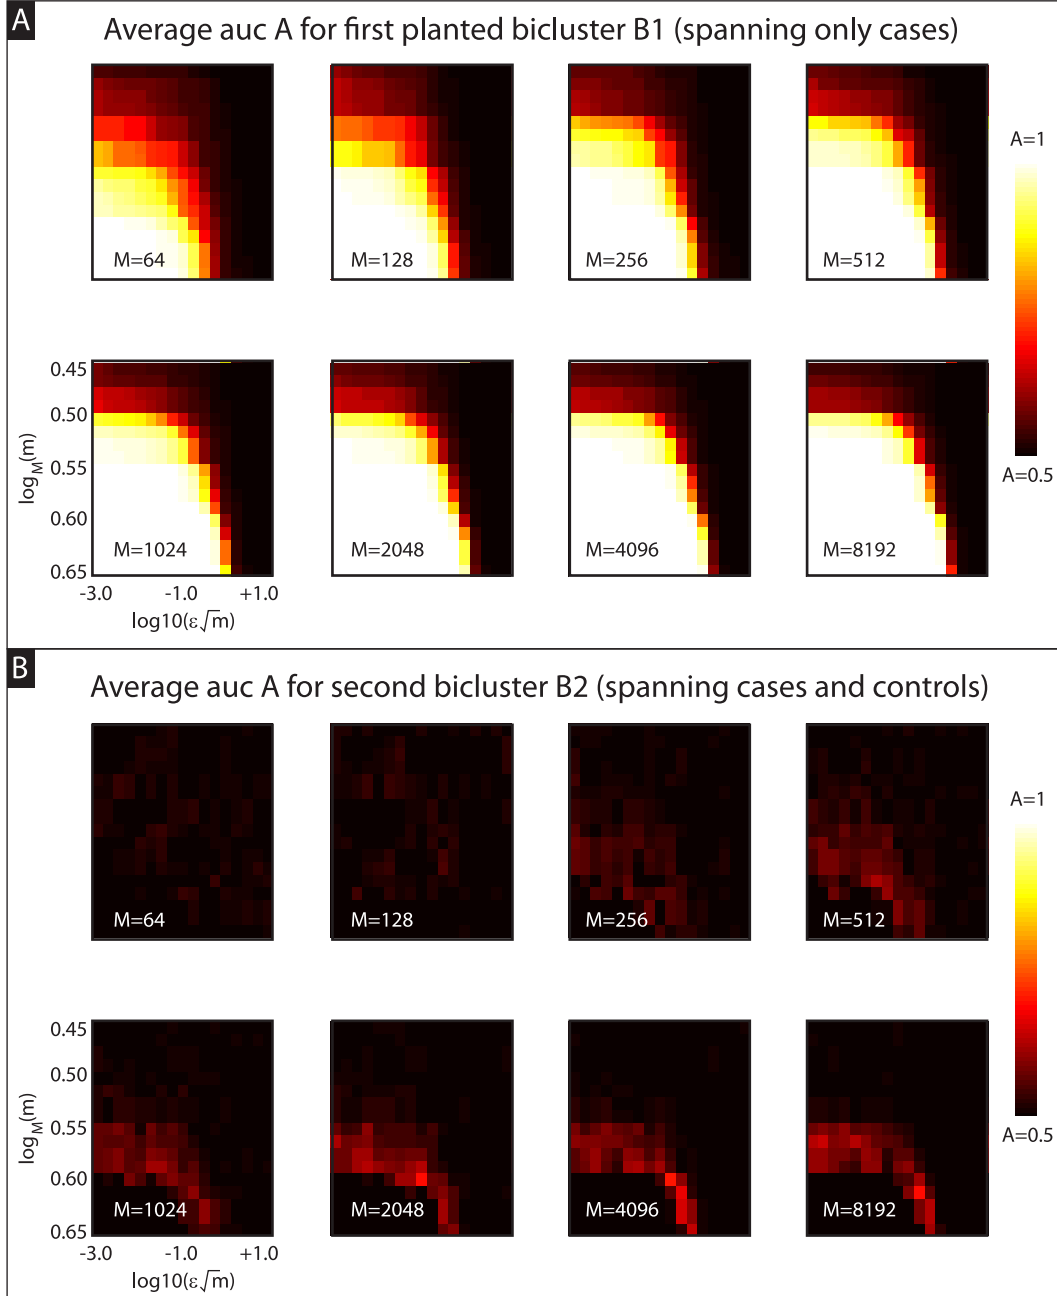 A
Average auc A for first planted bicluster B1 (spanning only cases)
M=64
M=128
M=256
M=512
A=1
A=0.5
0.45
0.50
0.55
0.60
0.65
log_M(m)
M=1024
M=2048
M=4096
M=8192
-3.0 -1.0 +1.0
log10(ε√m)
B
Average auc A for second bicluster B2 (spanning cases and controls)
M=64
M=128
M=256
M=512
A=1
A=0.5
0.45
0.50
0.55
0.60
0.65
log_M(m)
M=1024
M=2048
M=4096
M=8192
-3.0 -1.0 +1.0
log10(ε√m)